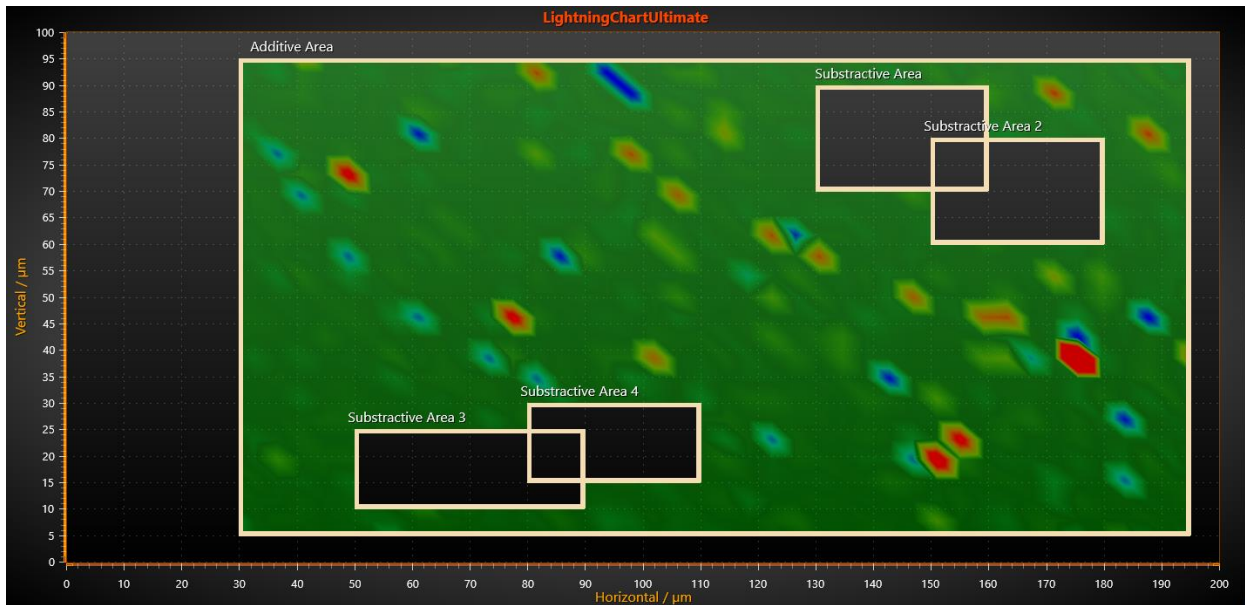 LightningChartUltimate
100
95
90
85
80
75
70
65
60
55
50
45
40
35
30
25
20
15
10
5
0
Vertical / µm
Additive Area
Substractive Area
Substractive Area 2
Substractive Area 4
Substractive Area 3
0 10 20 30 40 50 60 70 80 90 100 110 120 130 140 150 160 170 180 190 200
Horizontal / µm